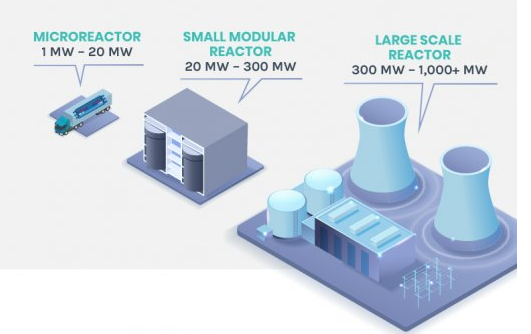 MICROREACTOR
1 MW – 20 MW
SMALL MODULAR
REACTOR
20 MW – 300 MW
LARGE SCALE
REACTOR
300 MW – 1,000+ MW